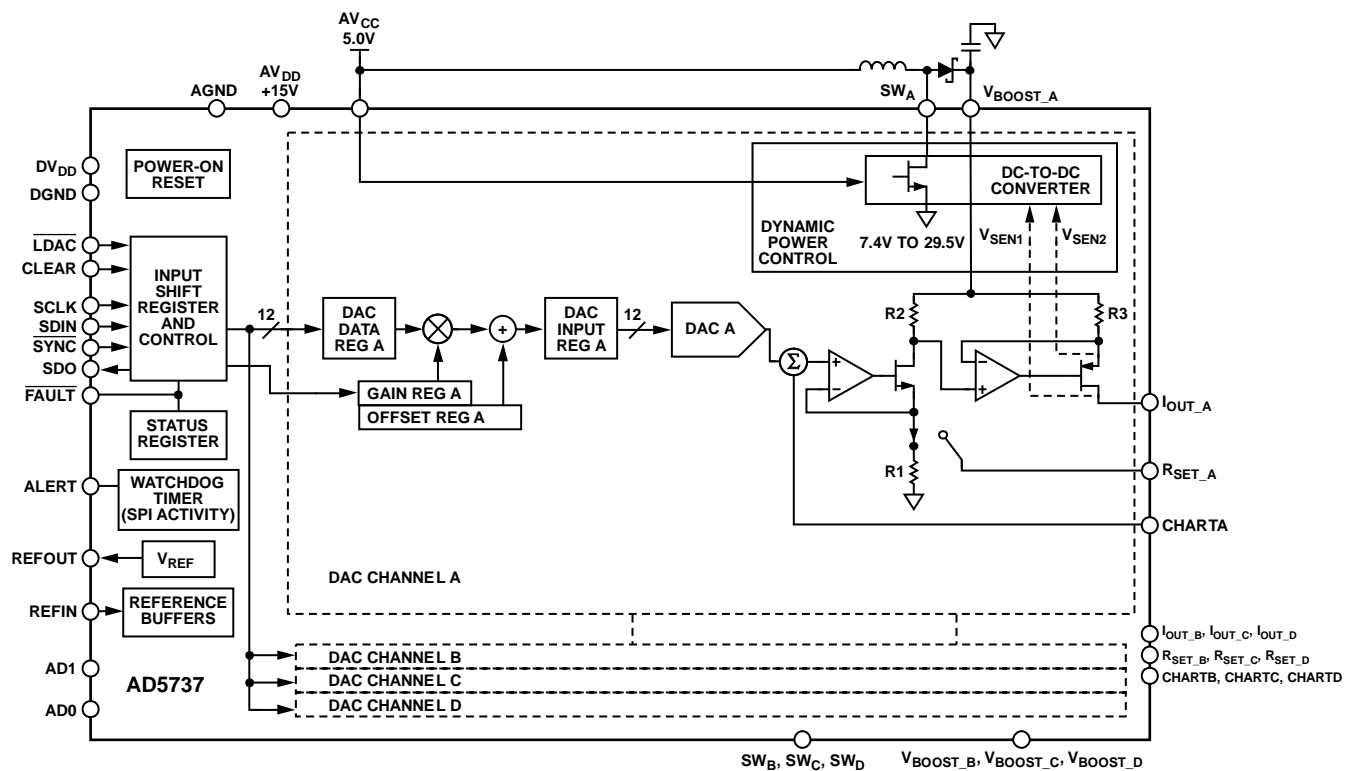 AVCC
5.0V
AGND
AVDD
+15V
SWA
VBOOST_A
DVDD
DGND
POWER-ON
RESET
DC-TO-DC
CONVERTER
DYNAMIC
POWER
CONTROL
7.4V TO 29.5V
VSEN1
VSEN2
LDAC
CLEAR
SCLK
SDIN
SYNC
SDO
FAULT
INPUT
SHIFT
REGISTER
AND
CONTROL
12
DAC
DATA
REG A
×
+
DAC
INPUT
REG A
12
DAC A
Σ
+
−
R2
R3
−
+
GAIN REG A
OFFSET REG A
IOUT_A
STATUS
REGISTER
R1
RSET_A
ALERT
WATCHDOG
TIMER
(SPI ACTIVITY)
CHARTA
REFOUT
VREF
DAC CHANNEL A
REFIN
REFERENCE
BUFFERS
IOUT_B, IOUT_C, IOUT_D
RSET_B, RSET_C, RSET_D
CHARTB, CHARTC, CHARTD
AD1
AD0
AD5737
DAC CHANNEL B
DAC CHANNEL C
DAC CHANNEL D
SWB, SWC, SWD
VBOOST_B, VBOOST_C, VBOOST_D